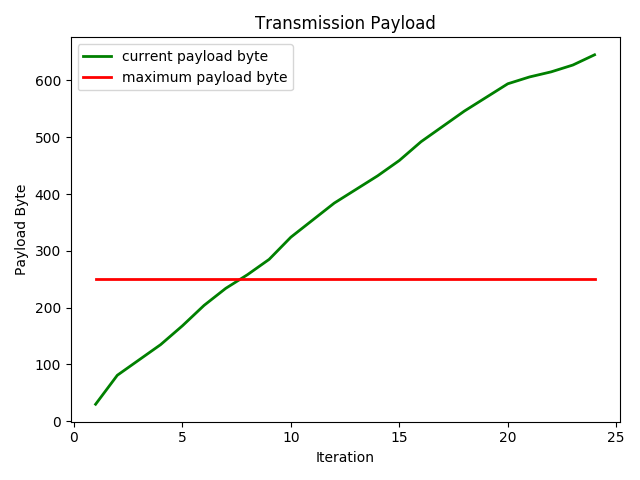 Transmission Payload
current payload byte
maximum payload byte
600
500
400
300
200
100
0
Payload Byte
0 5 10 15 20 25
Iteration